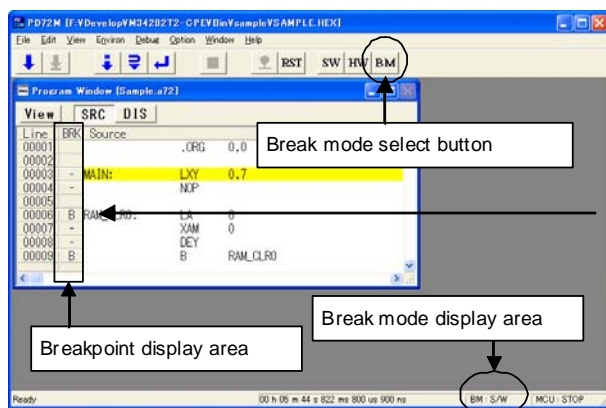 PD72M [F:¥Develop¥M34282T2-CPE¥Bin¥sample¥SAMPLE.HEX]
File Edit View Environ Debug Option Window Help
RST SW HW BM
Program Window [Sample.a72]
View SRC DIS
Line BRK Source
00001 .ORG 0.0
00002
00003 - MAIN: LXY 0.7
00004 - NOP
00005
00006 B RAM_CLR0: LA 0
00007 - XAM 0
00008 - DEY
00009 B B RAM_CLR0
Break mode select button
Breakpoint display area
Break mode display area
Ready 00 h 05 m 44 s 822 ms 800 us 900 ns BM : S/W MCU : STOP